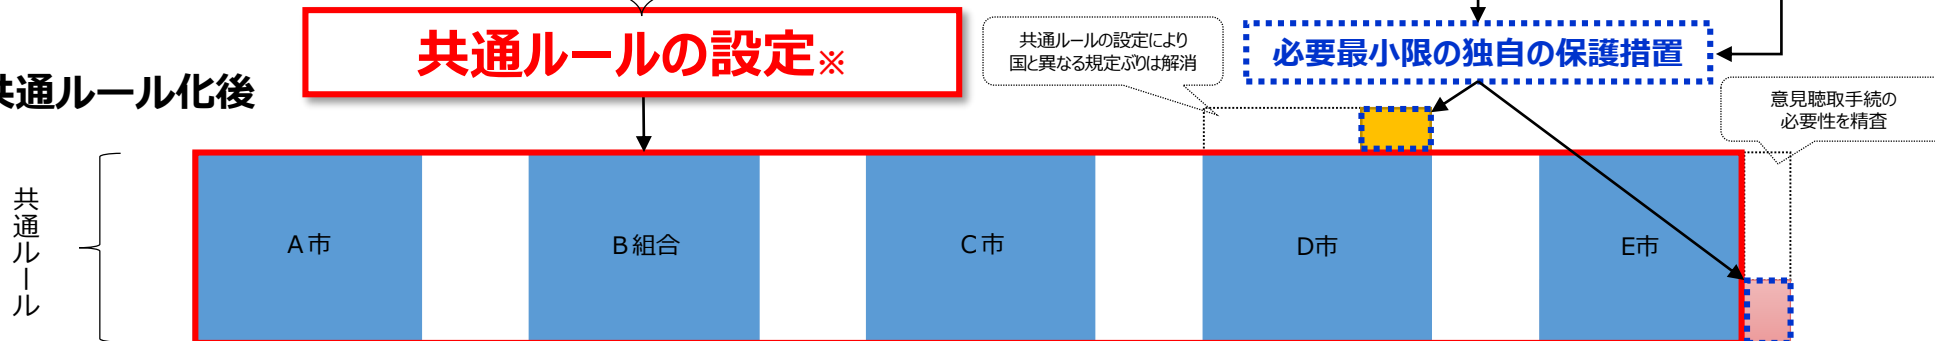 共通ルールの設定※
共通ルールの設定により
国と異なる規定ぶりは解消
必要最小限の独自の保護措置
共通ルール化後
意見聴取手続の
必要性を精査
共通ルール
A市
B組合
C市
D市
E市